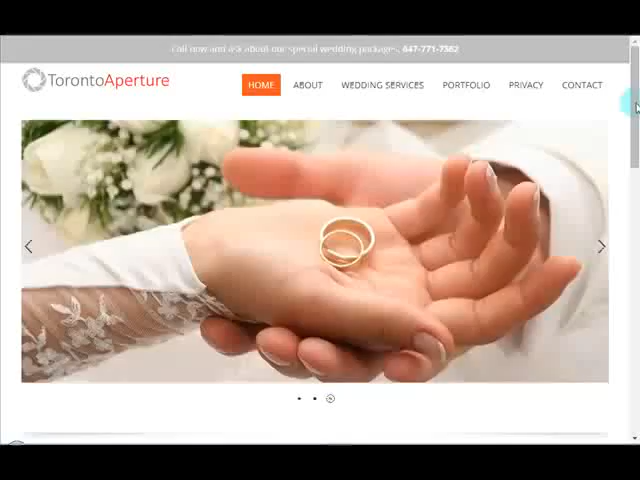 Call now and ask about our special wedding packages, 647-771-7362
TorontoAperture
HOME ABOUT WEDDING SERVICES PORTFOLIO PRIVACY CONTACT